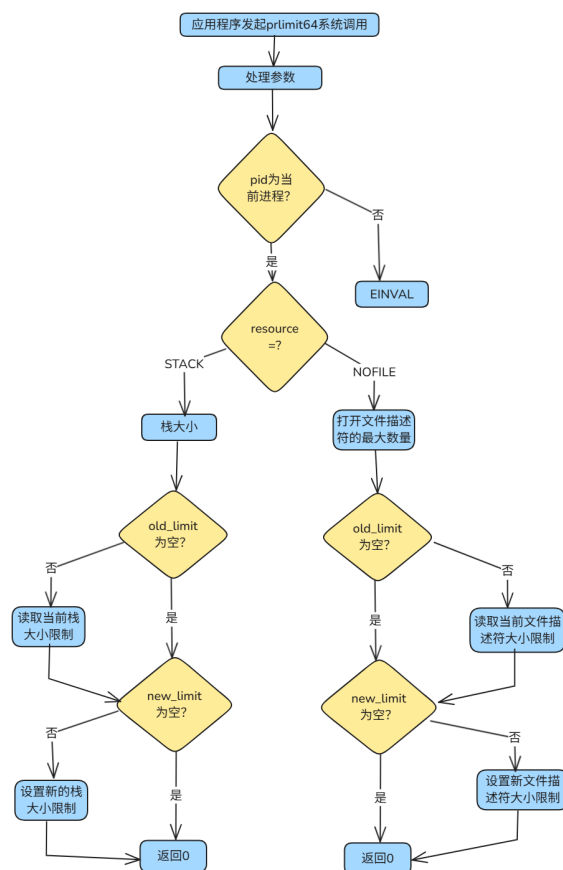 应用程序发起prlimit64系统调用
处理参数
pid为当
前进程?
否
是
EINVAL
resource
=?
STACK
NOFILE
栈大小
打开文件描述
符的最大数量
old_limit
为空?
old_limit
为空?
否
否
是
是
读取当前栈
大小限制
读取当前文件描
述符大小限制
new_limit
为空?
new_limit
为空?
否
否
设置新的栈
大小限制
设置新文件描
述符大小限制
是
是
返回0
返回0